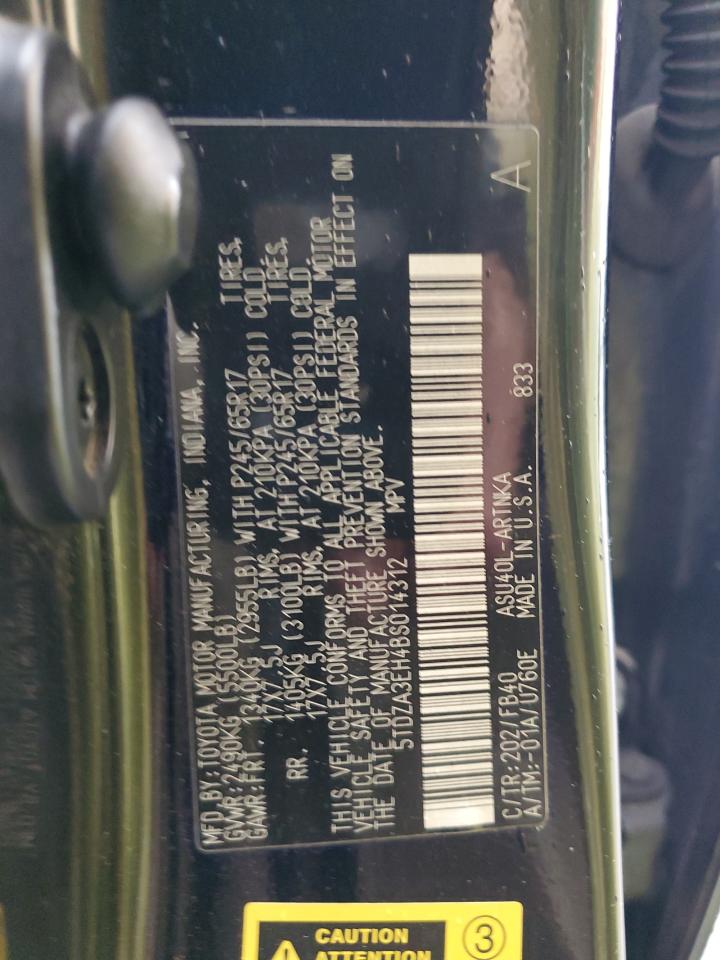 MFD. BY: TOYOTA MOTOR MANUFACTURING, INDIANA, INC.
GVWR: 2490KG (5500LB)
GAWR: FRT. 1340KG (2955LB) WITH P245/65R17 TIRES,
17X7.5J RIMS, AT 210KPA (30PSI) COLD.
RR. 1405KG (3100LB) WITH P245/65R17 TIRES,
17X7.5J RIMS, AT 210KPA (30PSI) COLD.
THIS VEHICLE CONFORMS TO ALL APPLICABLE FEDERAL MOTOR
VEHICLE SAFETY AND THEFT PREVENTION STANDARDS IN EFFECT ON
THE DATE OF MANUFACTURE SHOWN ABOVE.
5TDZA3EH4BS014312 MPV
C/TR: 202/FB40 ASU40L-ARTNKA 833 A
A/TM: -01A/U760E MADE IN U.S.A.
CAUTION
ATTENTION
3